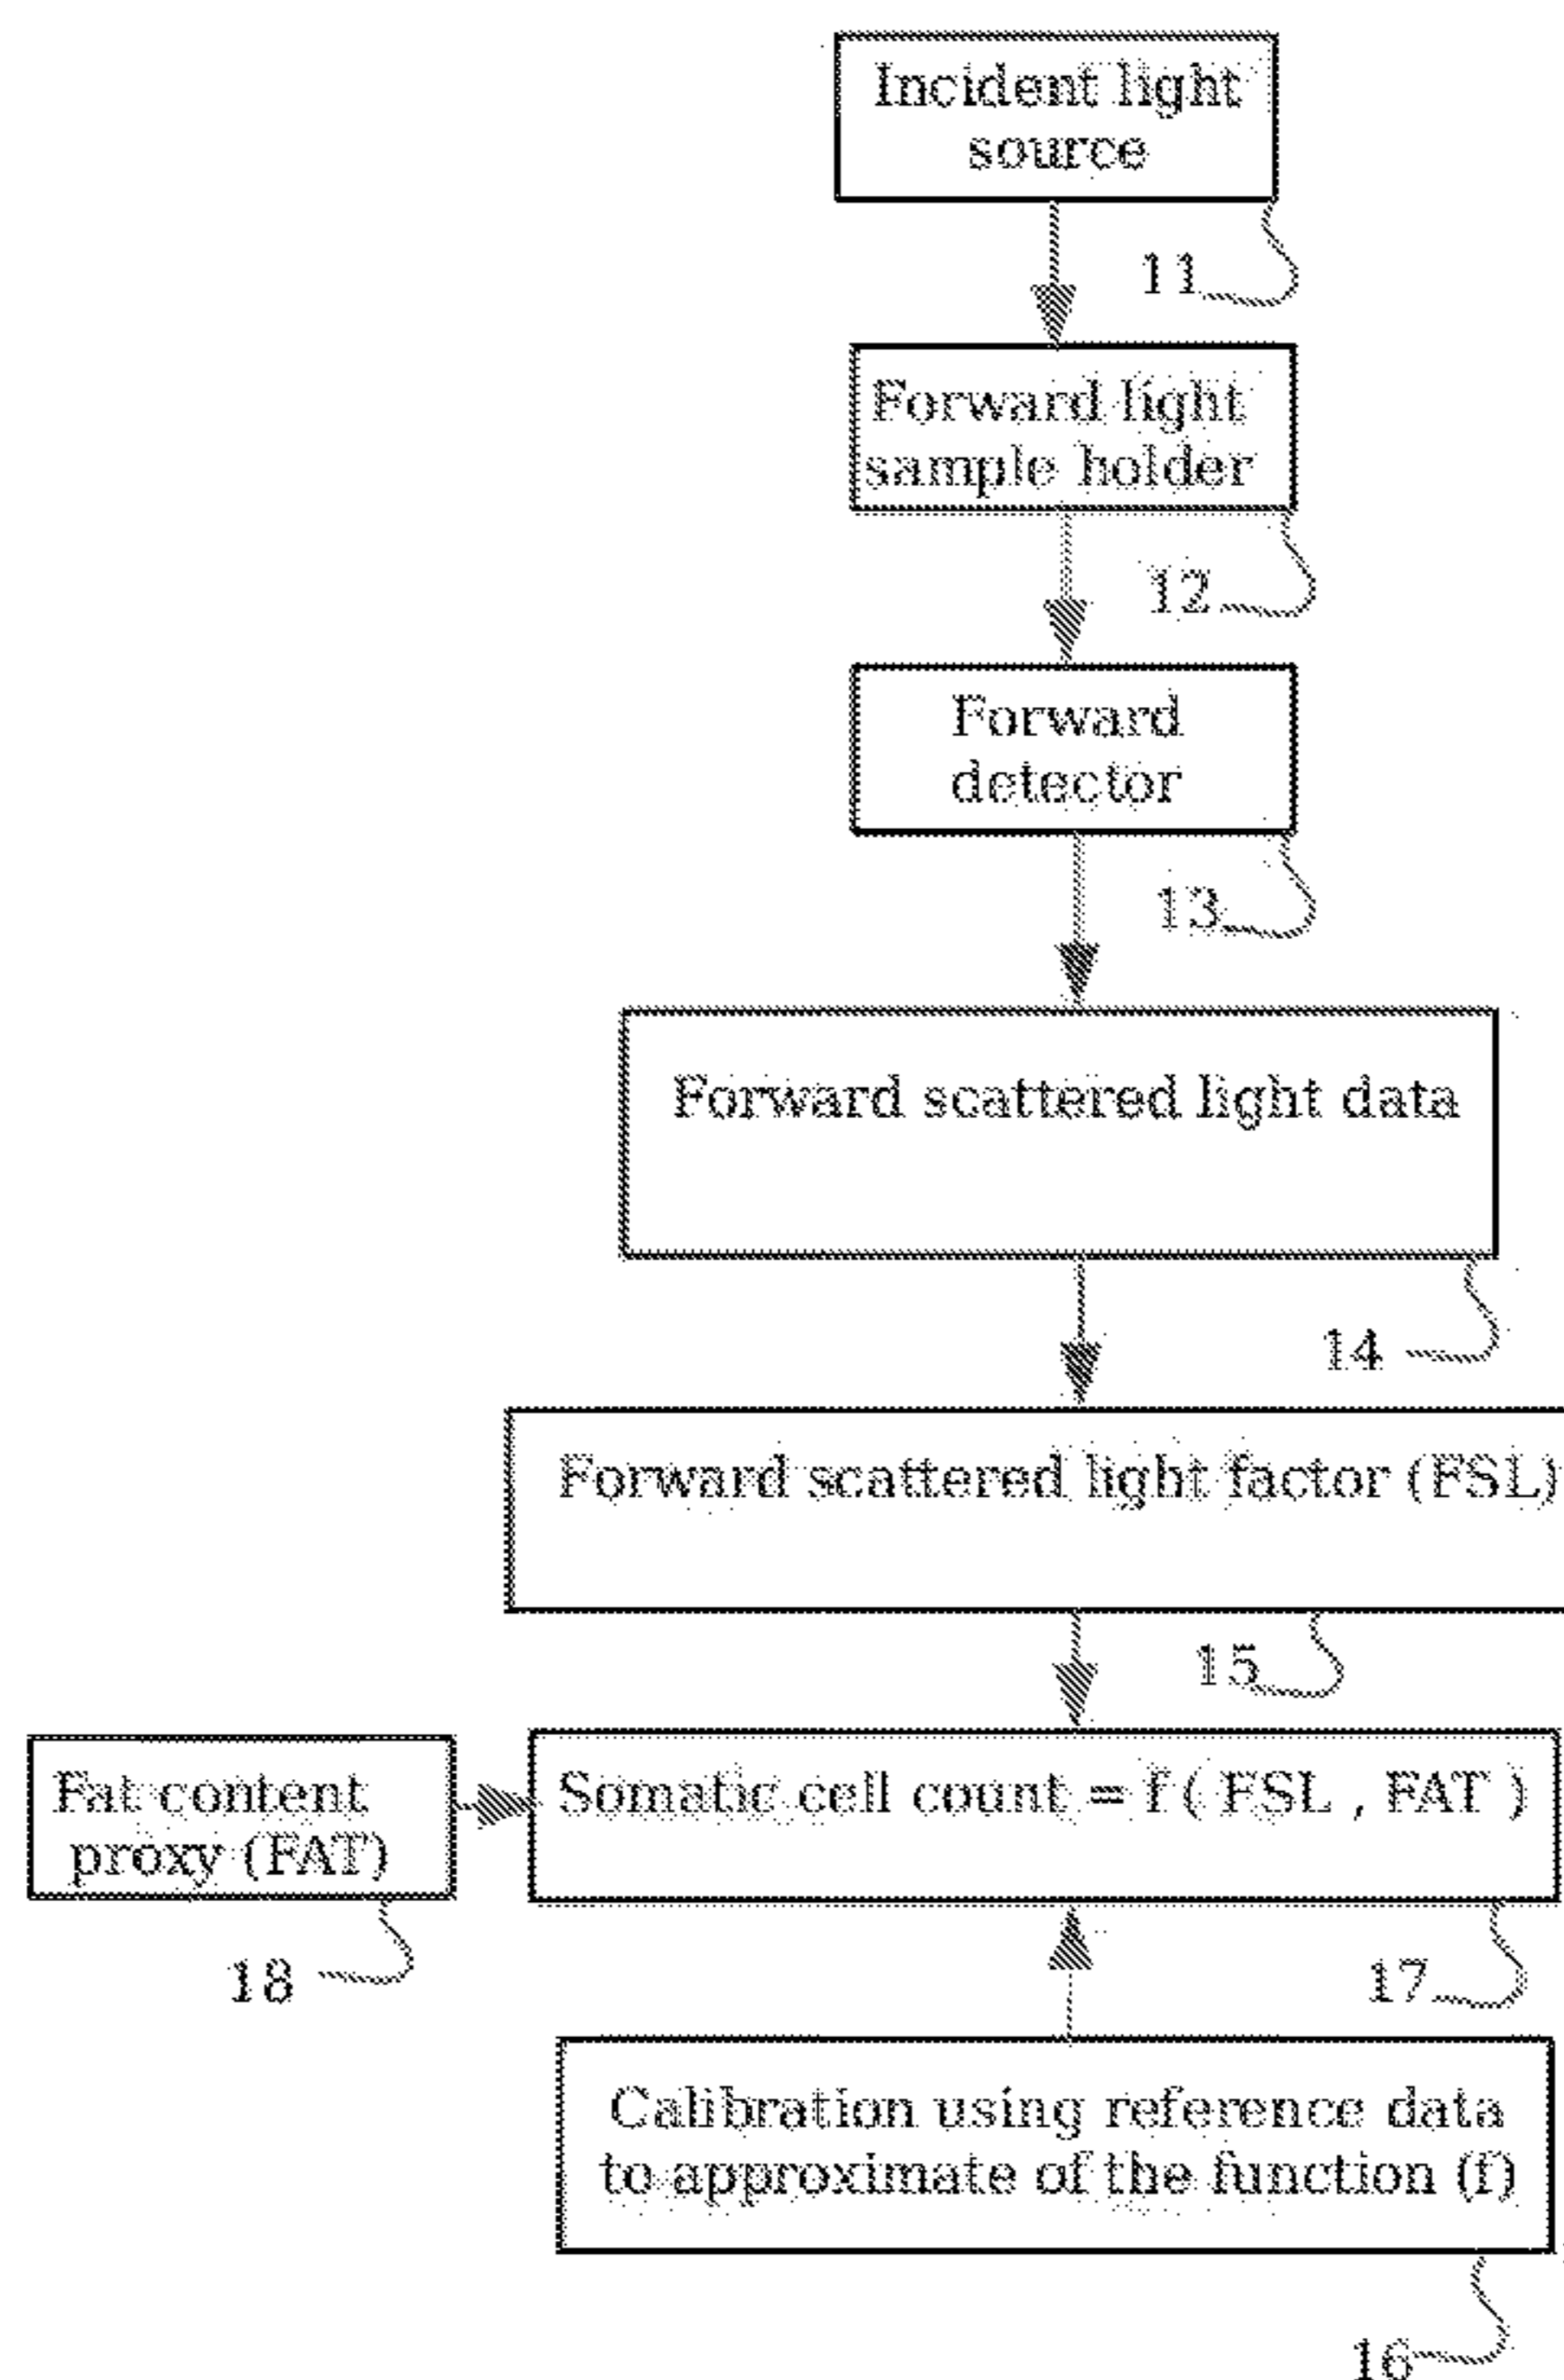 Incident light
source
11
Forward light
sample holder
12
Forward
detector
13
Forward scattered light data
14
Forward scattered light factor (FSL)
15
Fat content
proxy (FAT)
18
Somatic cell count = f ( FSL , FAT )
17
Calibration using reference data
to approximate of the function (f)
16